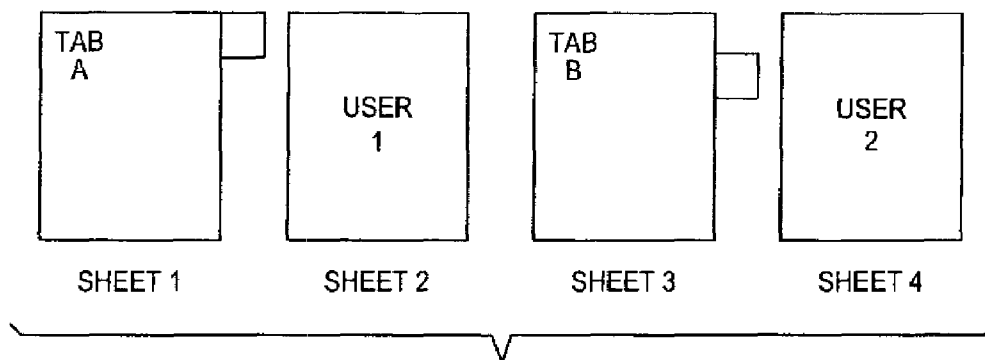 TAB
A
USER
1
TAB
B
USER
2
SHEET 1
SHEET 2
SHEET 3
SHEET 4